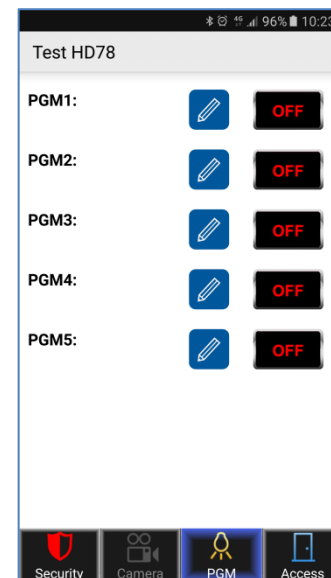 96% 10:23
Test HD78
PGM1: OFF
PGM2: OFF
PGM3: OFF
PGM4: OFF
PGM5: OFF
Security Camera PGM Access